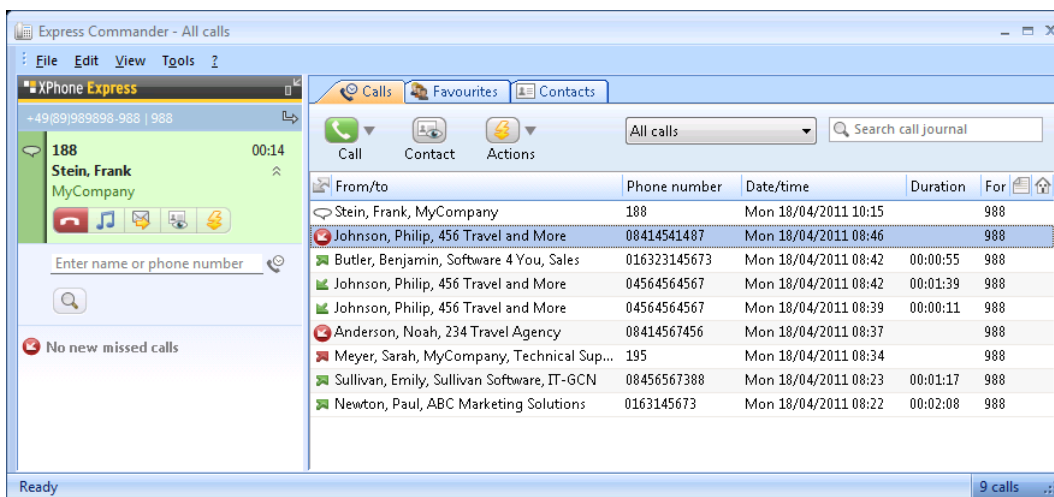 Express Commander - All calls
File Edit View Tools ?
XPhone Express
+49(89)989898-988 | 988
188 00:14
Stein, Frank
MyCompany
Enter name or phone number
No new missed calls
Calls Favourites Contacts
Call Contact Actions
All calls
Search call journal
From/to Phone number Date/time Duration For
Stein, Frank, MyCompany 188 Mon 18/04/2011 10:15 988
Johnson, Philip, 456 Travel and More 08414541487 Mon 18/04/2011 08:46 988
Butler, Benjamin, Software 4 You, Sales 016323145673 Mon 18/04/2011 08:42 00:00:55 988
Johnson, Philip, 456 Travel and More 04564564567 Mon 18/04/2011 08:42 00:01:39 988
Johnson, Philip, 456 Travel and More 04564564567 Mon 18/04/2011 08:39 00:00:11 988
Anderson, Noah, 234 Travel Agency 08414567456 Mon 18/04/2011 08:37 988
Meyer, Sarah, MyCompany, Technical Sup... 195 Mon 18/04/2011 08:34 988
Sullivan, Emily, Sullivan Software, IT-GCN 08456567388 Mon 18/04/2011 08:23 00:01:17 988
Newton, Paul, ABC Marketing Solutions 0163145673 Mon 18/04/2011 08:22 00:02:08 988
Ready 9 calls